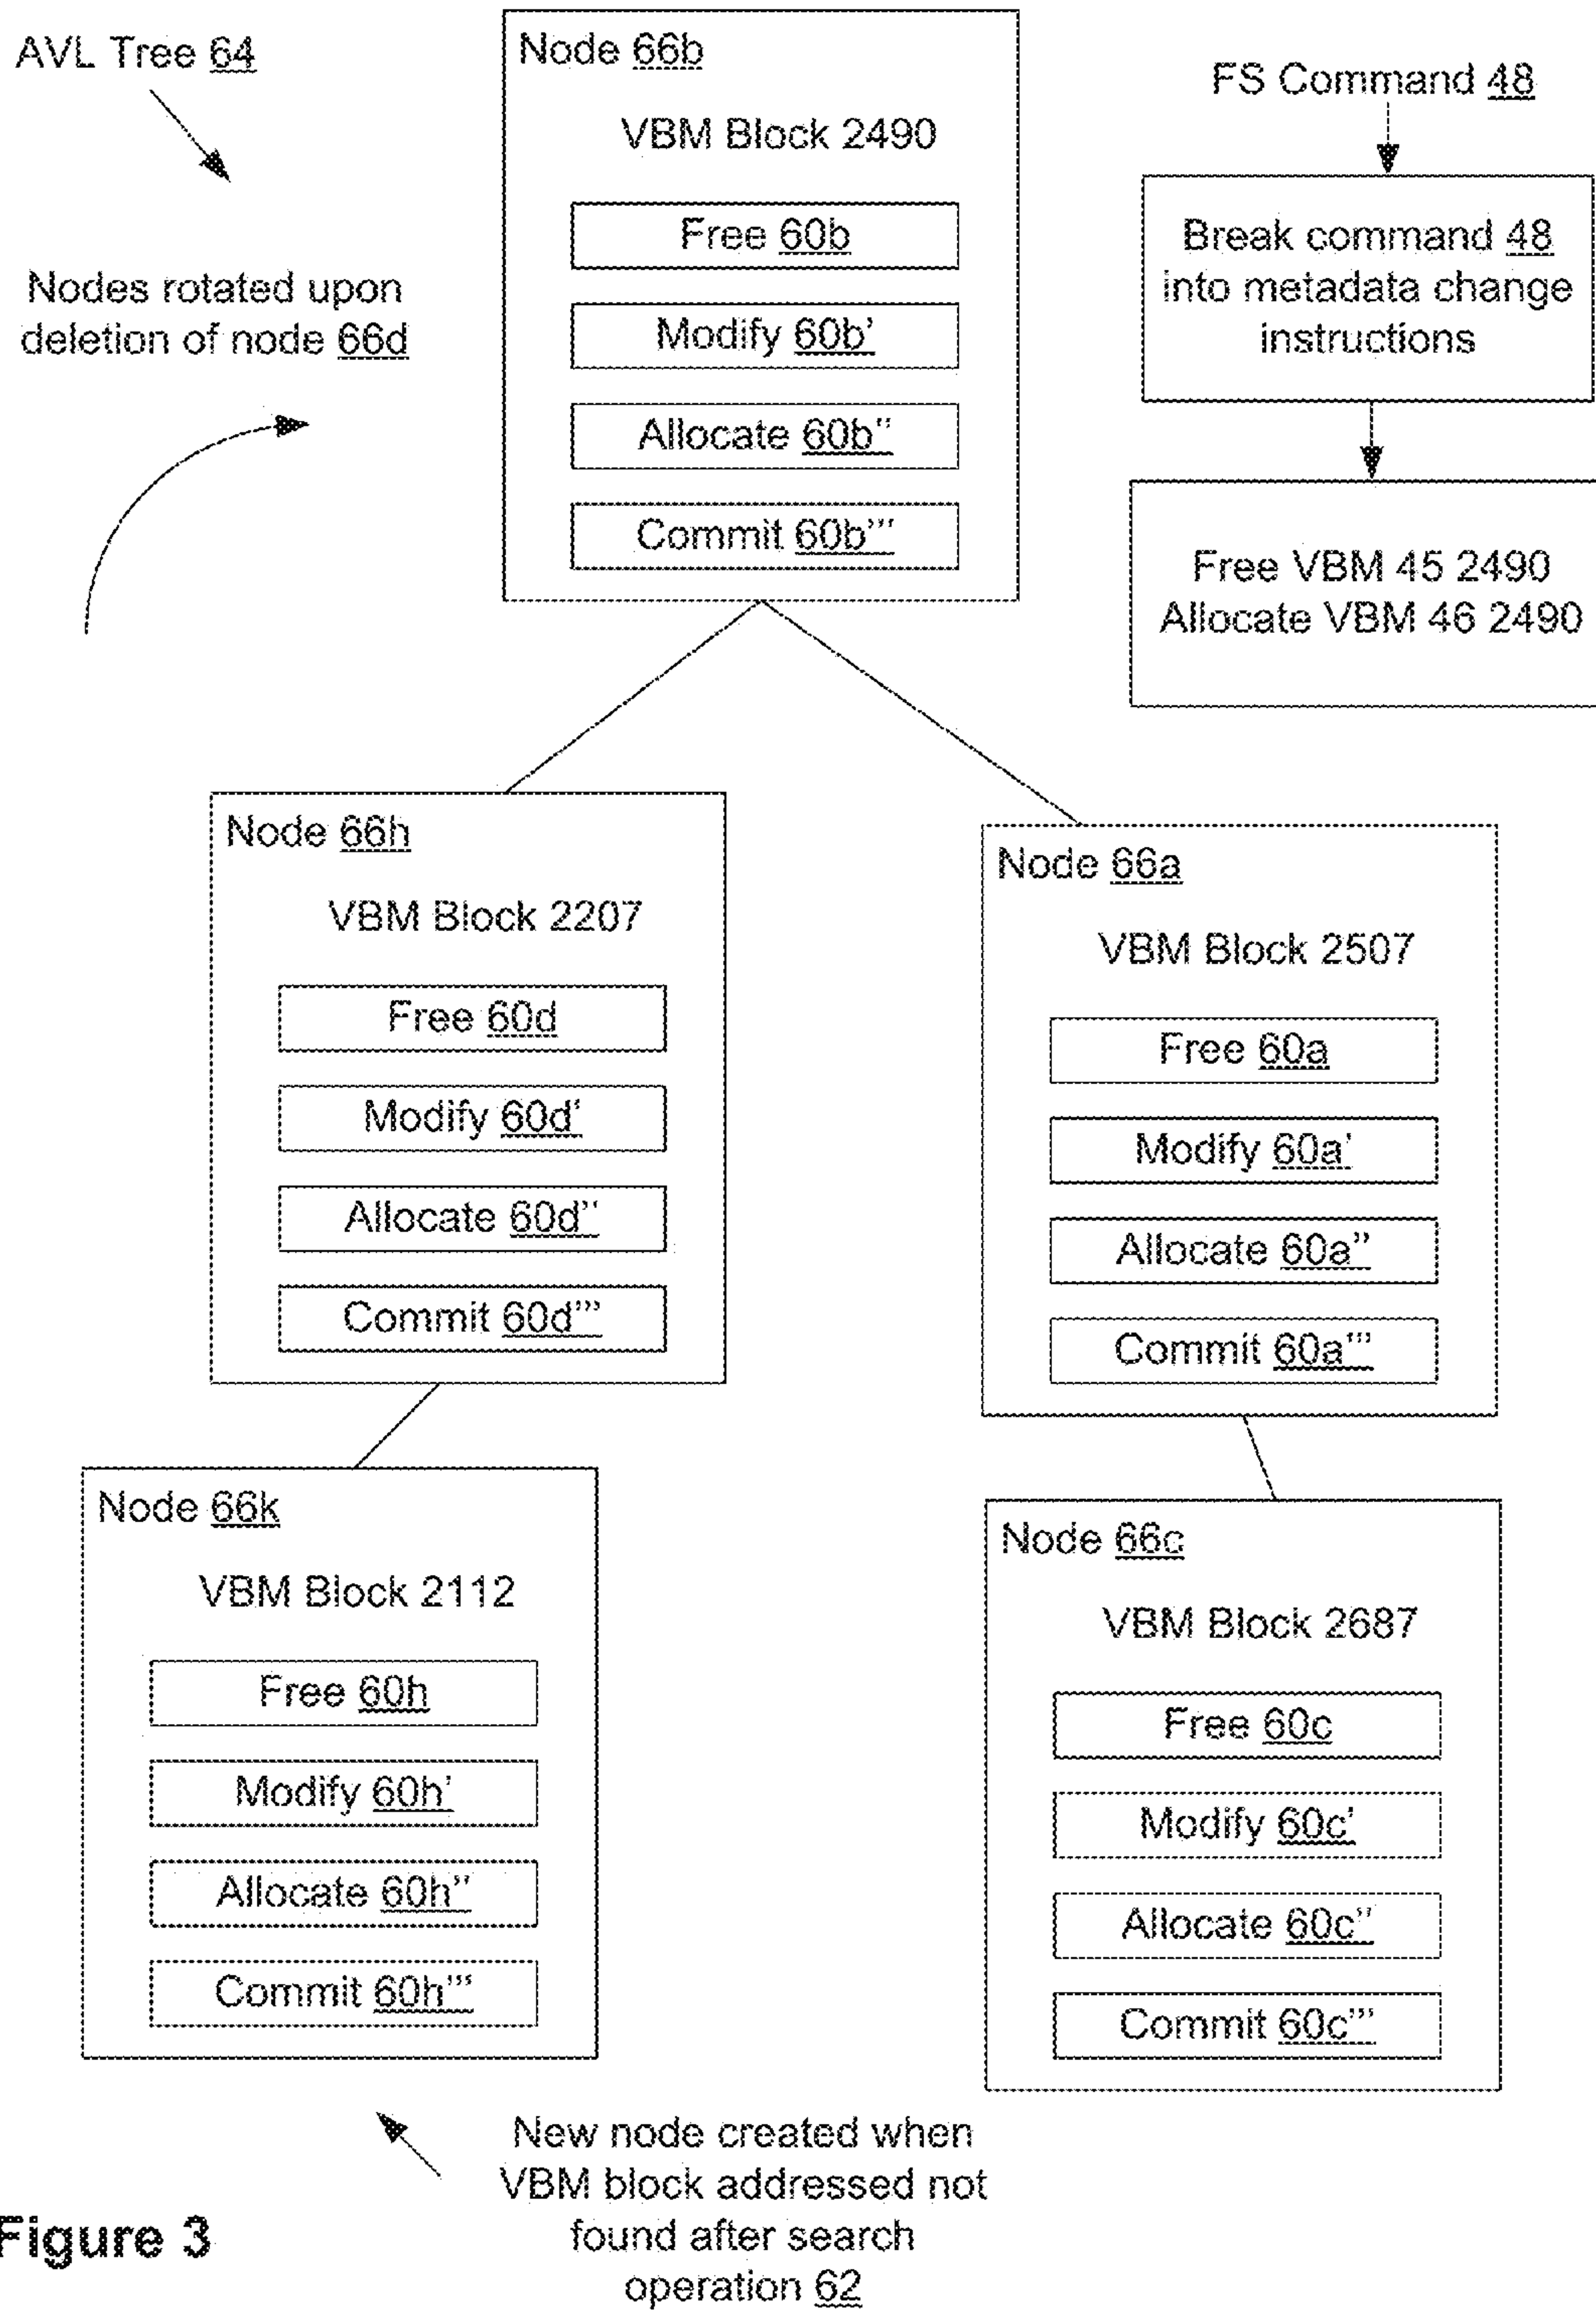 AVL Tree 64
Nodes rotated upon
deletion of node 66d
Node 66b
VBM Block 2490
Free 60b
Modify 60b'
Allocate 60b''
Commit 60b'''
FS Command 48
Break command 48
into metadata change
instructions
Free VBM 45 2490
Allocate VBM 46 2490
Node 66h
VBM Block 2207
Free 60d
Modify 60d'
Allocate 60d''
Commit 60d'''
Node 66a
VBM Block 2507
Free 60a
Modify 60a'
Allocate 60a''
Commit 60a'''
Node 66k
VBM Block 2112
Free 60h
Modify 60h'
Allocate 60h''
Commit 60h'''
Node 66c
VBM Block 2687
Free 60c
Modify 60c'
Allocate 60c''
Commit 60c'''
New node created when
VBM block addressed not
found after search
operation 62
Figure 3